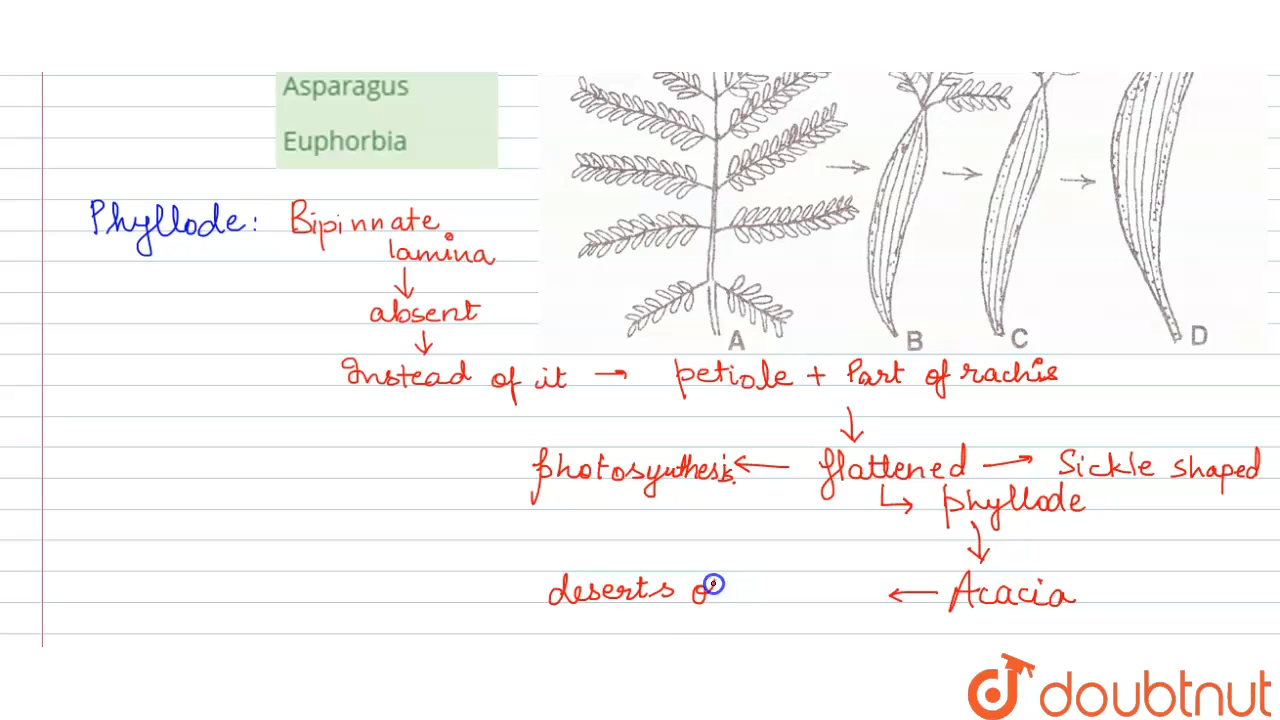 Asparagus
Euphorbia
Phyllode: Bipinnate
lamina
↓
absent
↓
A B C D
Instead of it → petiole + Part of rachis
↓
photosynthesis. ← flattened → Sickle shaped
↳ phyllode
↓
deserts o ← Acacia
doubtnut